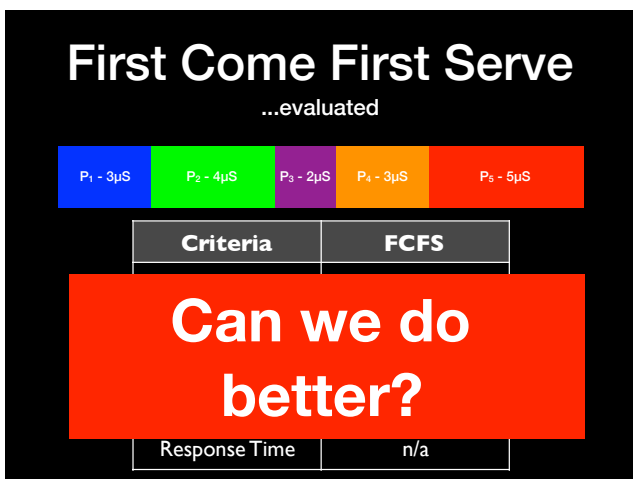 First Come First Serve
...evaluated
P₁ - 3µS P₂ - 4µS P₃ - 2µS P₄ - 3µS P₅ - 5µS
Criteria FCFS
Can we do
better?
Response Time n/a